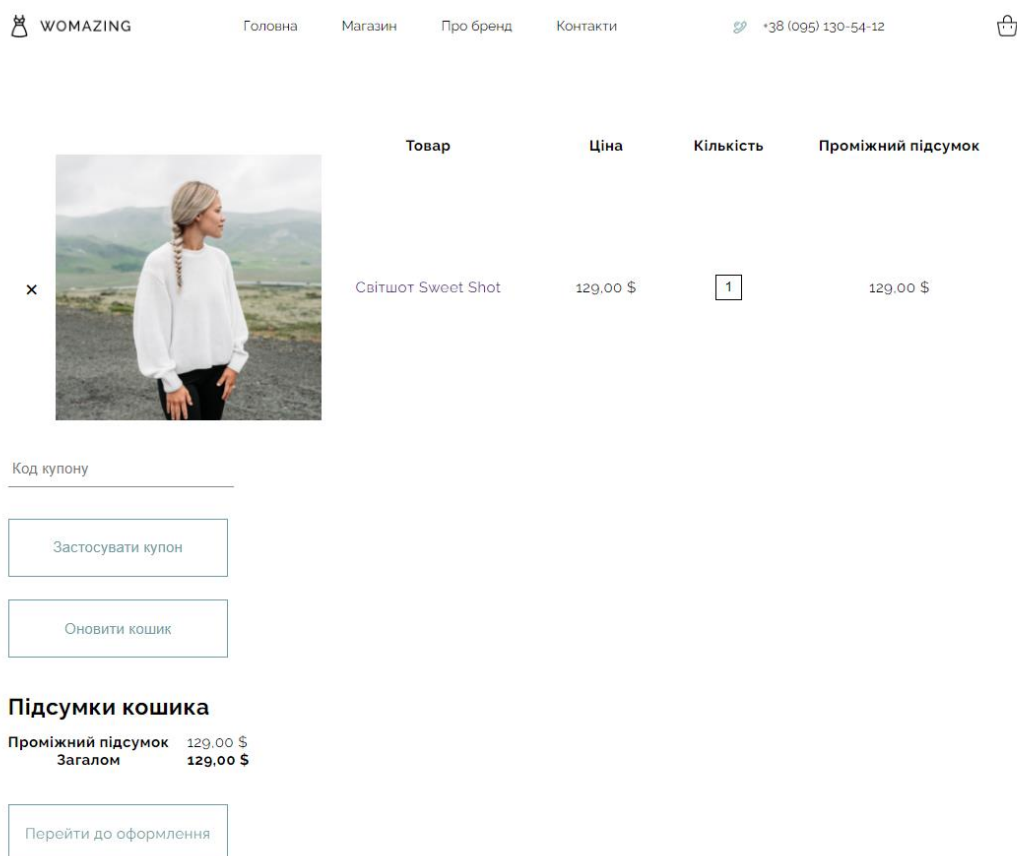 WOMAZING Головна Магазин Про бренд Контакти +38 (095) 130-54-12
Товар Ціна Кількість Проміжний підсумок
× Світшот Sweet Shot 129,00 $ 1 129,00 $
Код купону
Застосувати купон
Оновити кошик
Підсумки кошика
Проміжний підсумок 129,00 $
Загалом 129,00 $
Перейти до оформлення